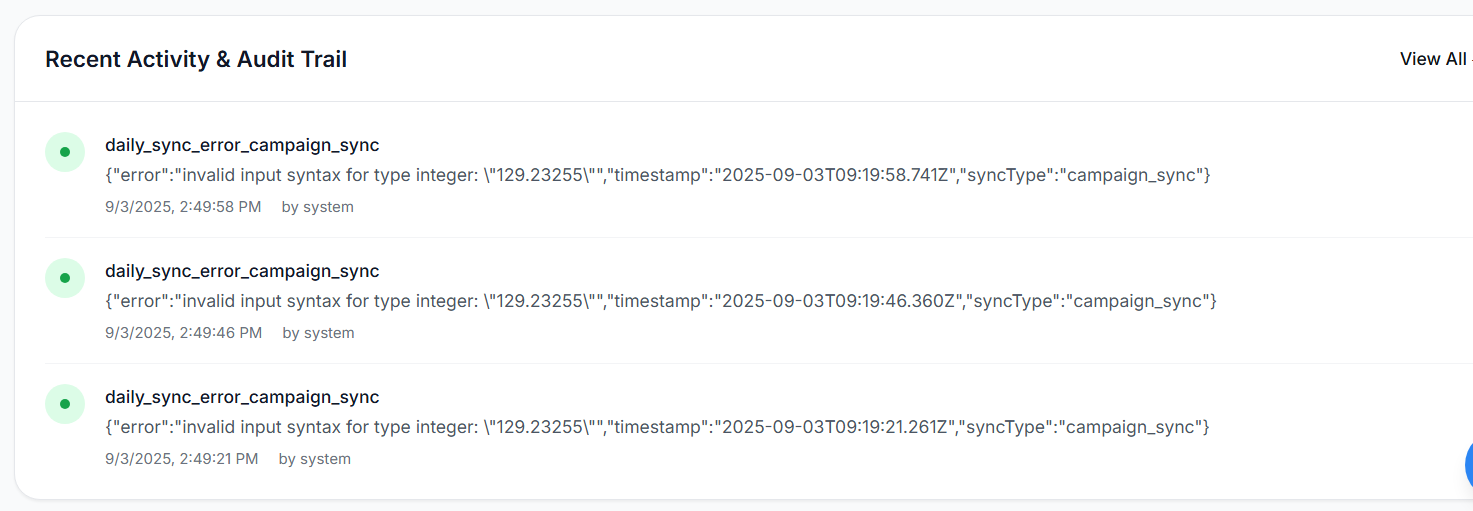 Recent Activity & Audit Trail
View All
daily_sync_error_campaign_sync
{"error":"invalid input syntax for type integer: \"129.23255\"","timestamp":"2025-09-03T09:19:58.741Z","syncType":"campaign_sync"}
9/3/2025, 2:49:58 PM by system
daily_sync_error_campaign_sync
{"error":"invalid input syntax for type integer: \"129.23255\"","timestamp":"2025-09-03T09:19:46.360Z","syncType":"campaign_sync"}
9/3/2025, 2:49:46 PM by system
daily_sync_error_campaign_sync
{"error":"invalid input syntax for type integer: \"129.23255\"","timestamp":"2025-09-03T09:19:21.261Z","syncType":"campaign_sync"}
9/3/2025, 2:49:21 PM by system